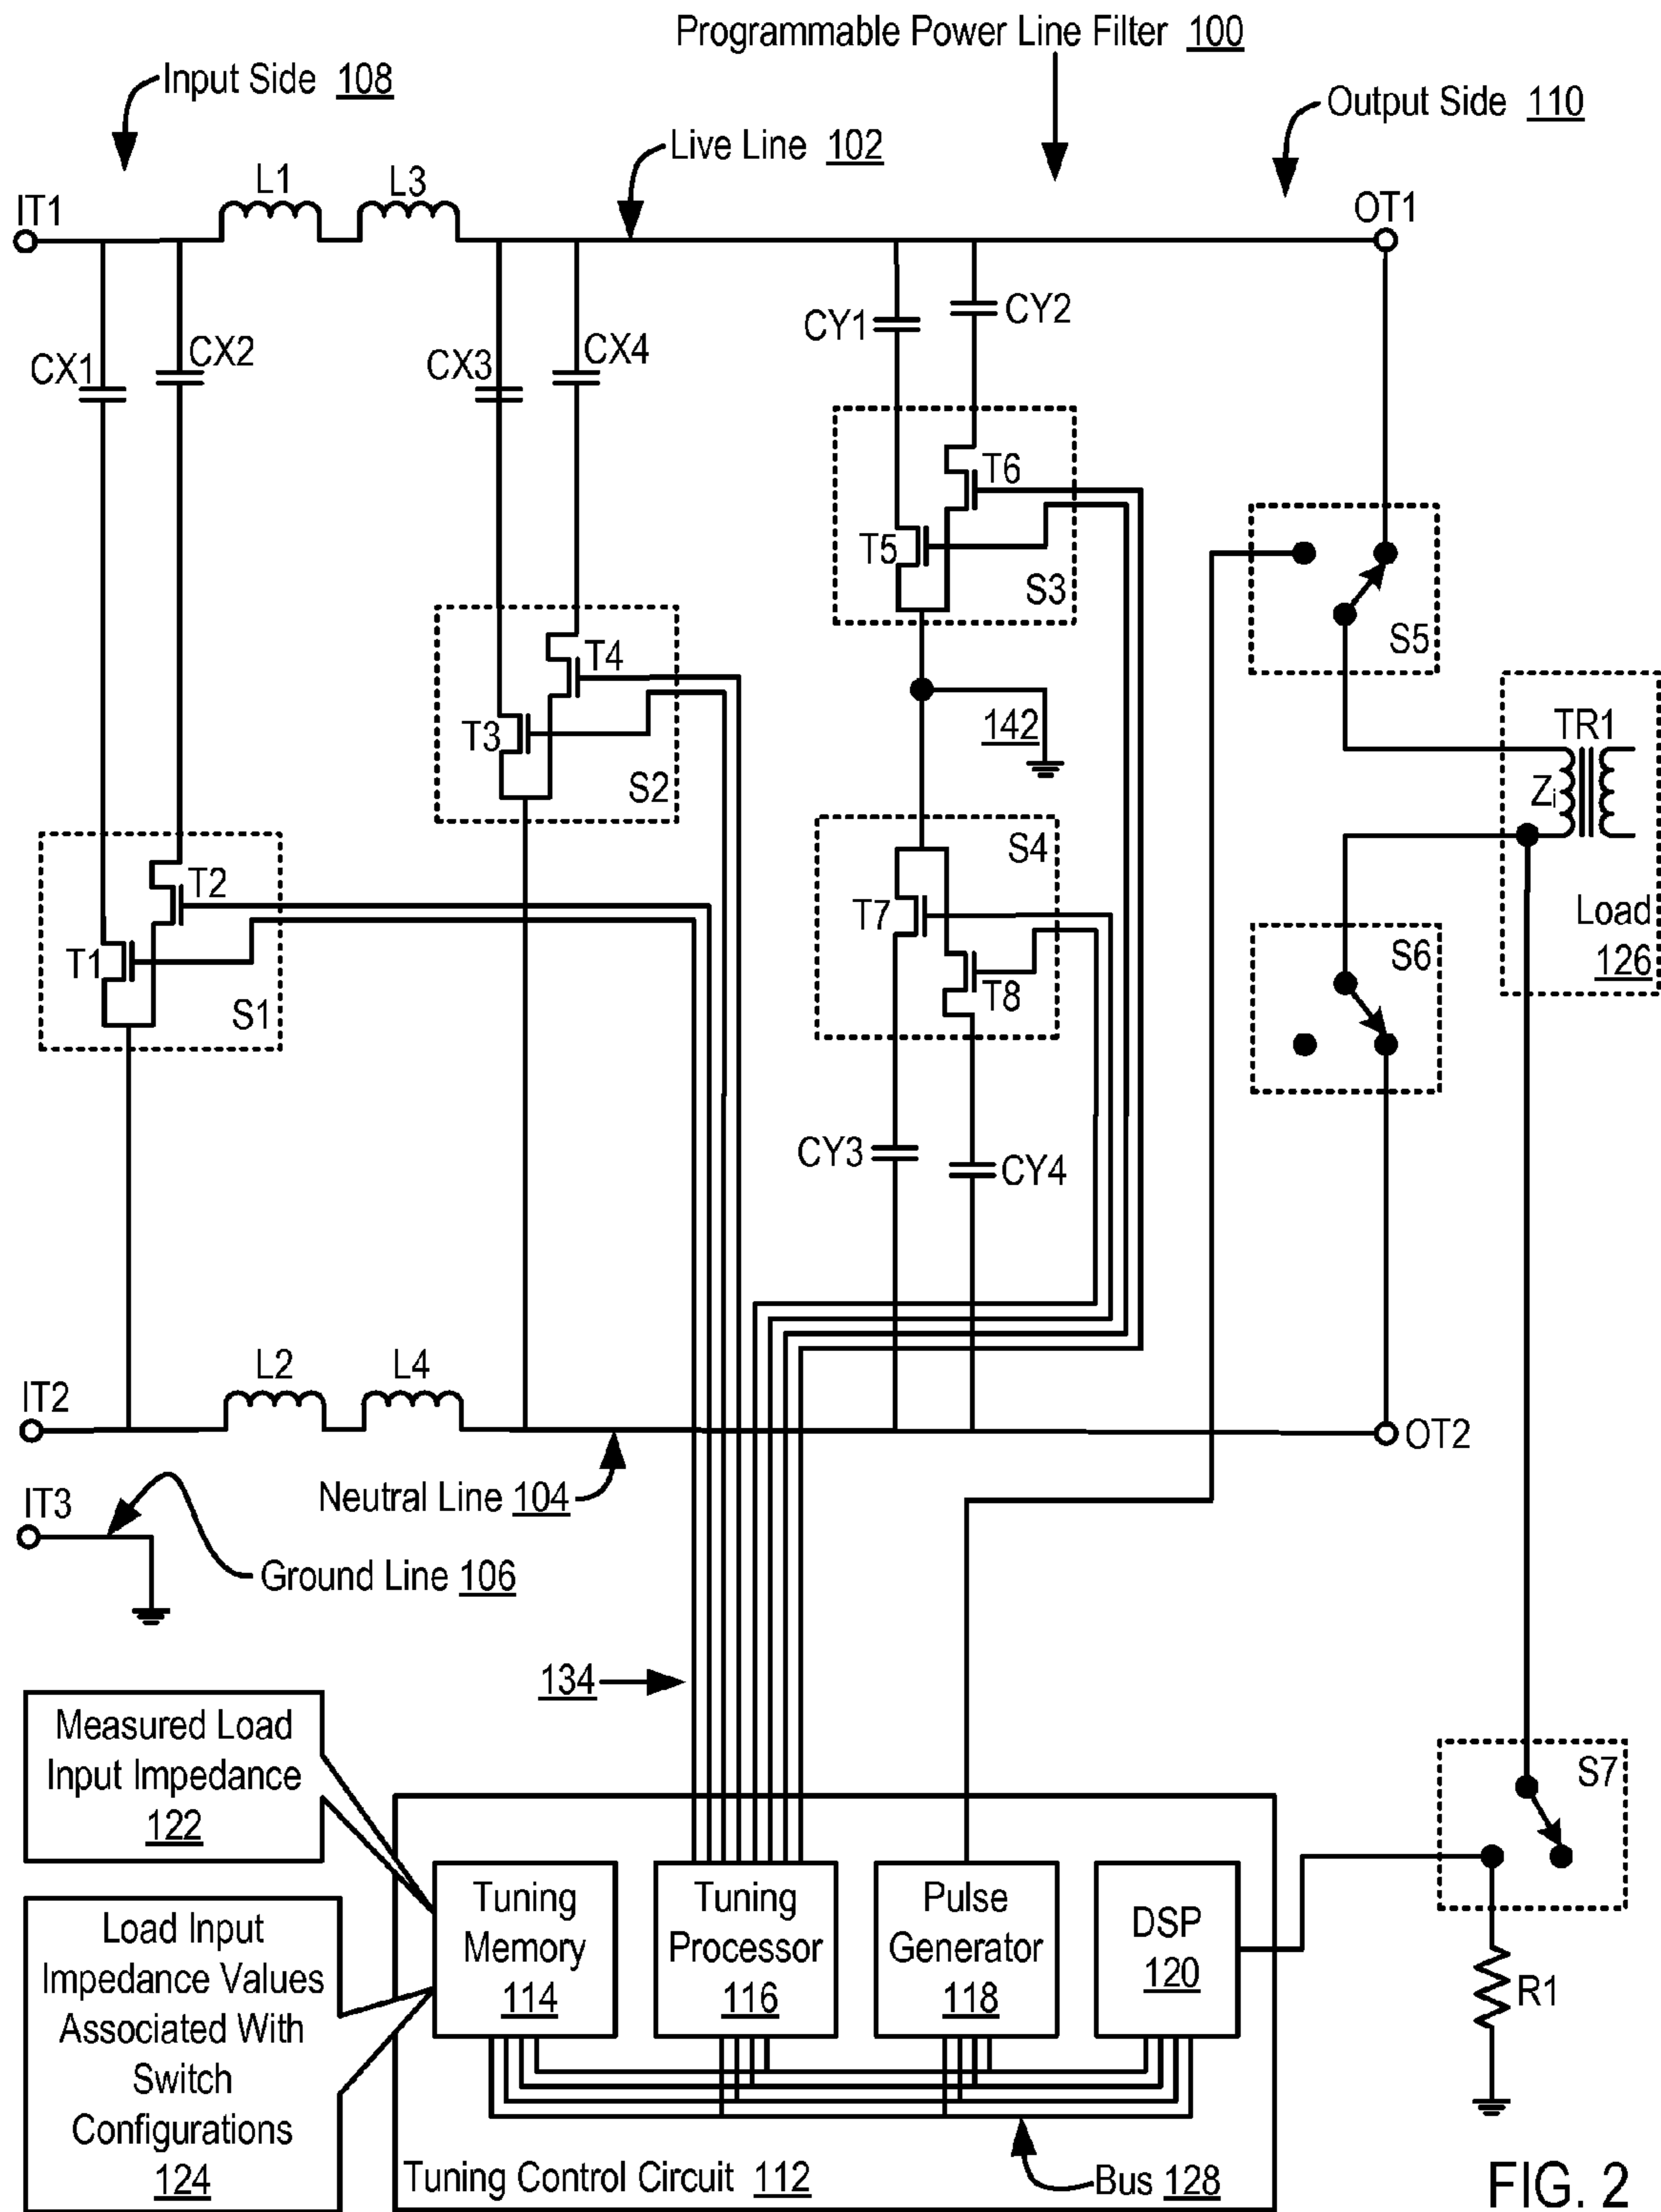 Programmable Power Line Filter 100
Input Side 108
Output Side 110
Live Line 102
L1
L3
IT1
OT1
CX1
CX2
CX3
CX4
CY1
CY2
T6
T5
S3
S5
T4
T3
S2
142
TR1
Zi
S4
T7
T8
T2
T1
S1
Load
126
S6
CY3
CY4
L2
L4
IT2
OT2
Neutral Line 104
IT3
Ground Line 106
134
Measured Load
Input Impedance
122
S7
Load Input
Impedance Values
Associated With
Switch
Configurations
124
Tuning
Memory
114
Tuning
Processor
116
Pulse
Generator
118
DSP
120
R1
Tuning Control Circuit 112
Bus 128
FIG. 2